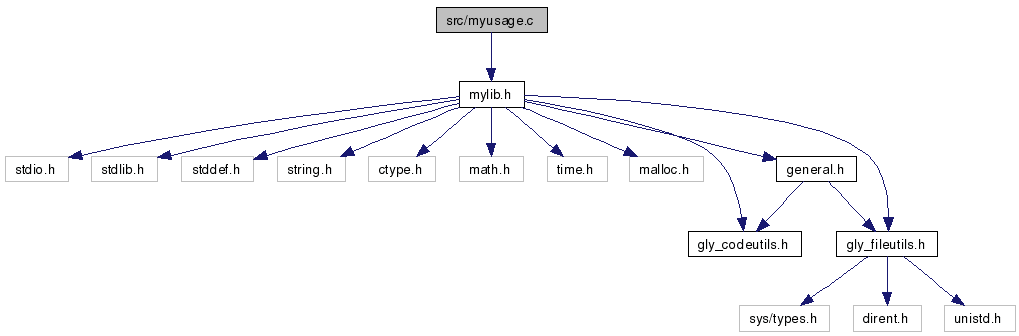 src/myusage.c
mylib.h
stdio.h
stdlib.h
stddef.h
string.h
ctype.h
math.h
time.h
malloc.h
general.h
gly_codeutils.h
gly_fileutils.h
sys/types.h
dirent.h
unistd.h